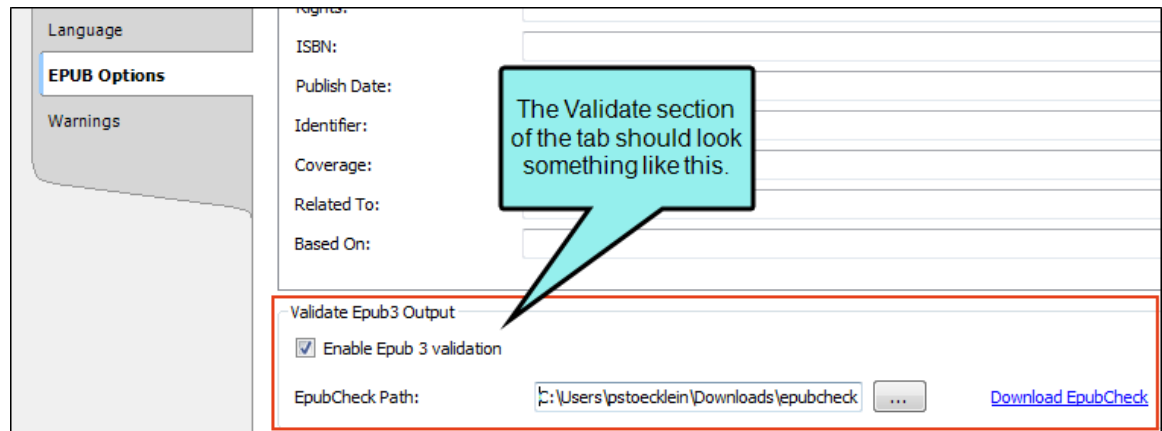 Language
EPUB Options
Warnings
Rights:
ISBN:
Publish Date:
Identifier:
Coverage:
Related To:
Based On:
The Validate section
of the tab should look
something like this.
Validate Epub3 Output
Enable Epub 3 validation
EpubCheck Path:
C:\Users\pstoecklein\Downloads\epubcheck
...
Download EpubCheck